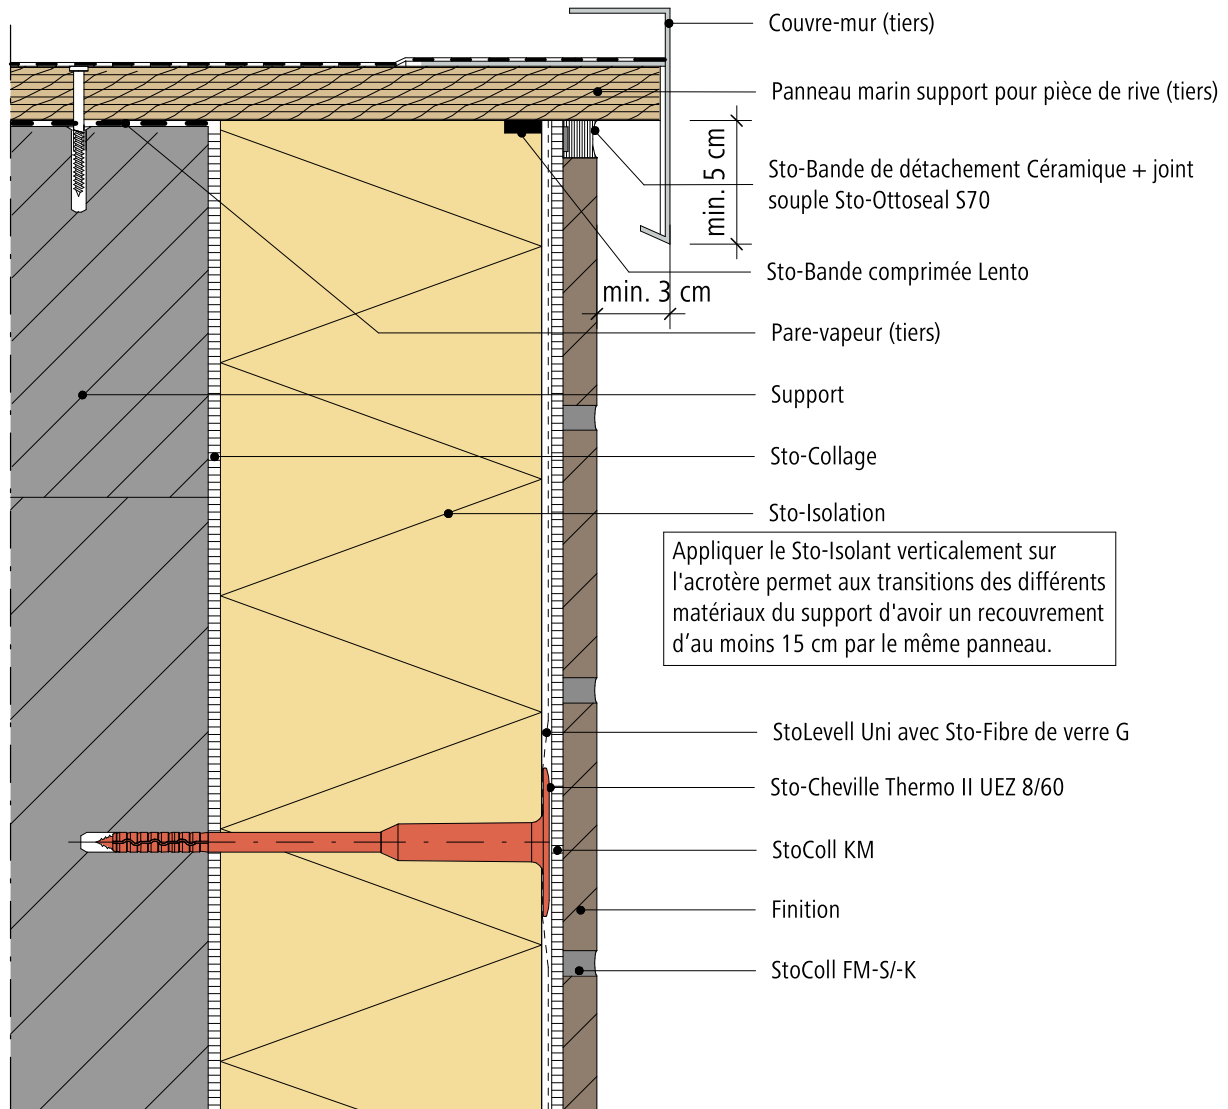 Couvre-mur (tiers)
Panneau marin support pour pièce de rive (tiers)
min. 5 cm
Sto-Bande de détachement Céramique + joint
souple Sto-Ottoseal S70
Sto-Bande comprimée Lento
min. 3 cm
Pare-vapeur (tiers)
Support
Sto-Collage
Sto-Isolation
Appliquer le Sto-Isolant verticalement sur
l'acrotère permet aux transitions des différents
matériaux du support d'avoir un recouvrement
d’au moins 15 cm par le même panneau.
StoLevell Uni avec Sto-Fibre de verre G
Sto-Cheville Thermo II UEZ 8/60
StoColl KM
Finition
StoColl FM-S/-K